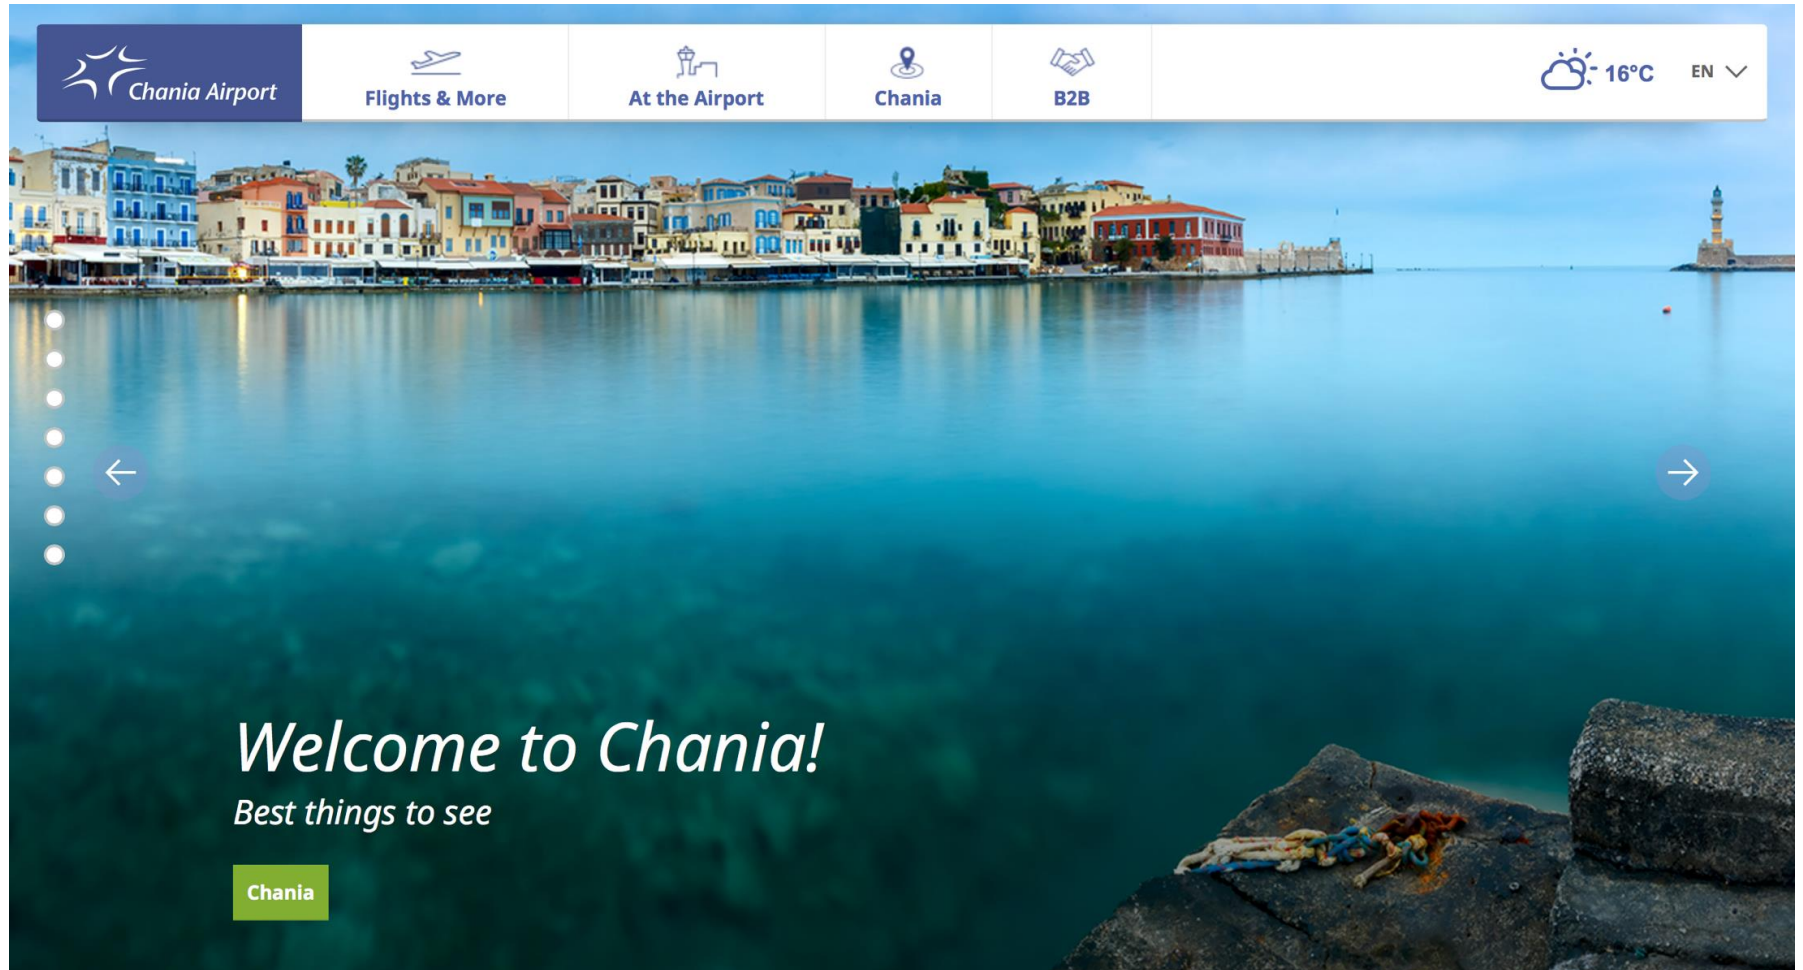 Chania Airport
Flights & More
At the Airport
Chania
B2B
16°C
EN
Welcome to Chania!
Best things to see
Chania